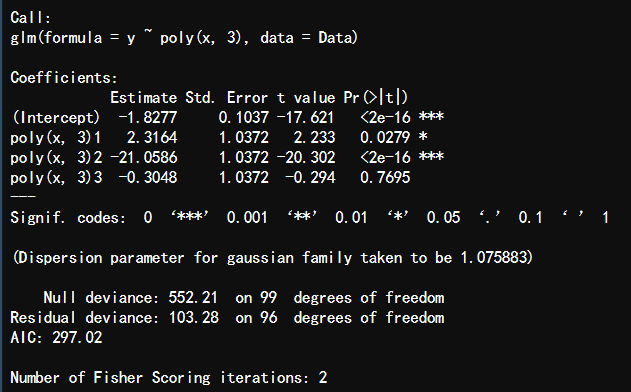 Call:
glm(formula = y ~ poly(x, 3), data = Data)
Coefficients:
Estimate Std. Error t value Pr(>|t|)
(Intercept) -1.8277 0.1037 -17.621 <2e-16 ***
poly(x, 3)1 2.3164 1.0372 2.233 0.0279 *
poly(x, 3)2 -21.0586 1.0372 -20.302 <2e-16 ***
poly(x, 3)3 -0.3048 1.0372 -0.294 0.7695
---
Signif. codes: 0 ‘***’ 0.001 ‘**’ 0.01 ‘*’ 0.05 ‘.’ 0.1 ‘ ’ 1
(Dispersion parameter for gaussian family taken to be 1.075883)
Null deviance: 552.21 on 99 degrees of freedom
Residual deviance: 103.28 on 96 degrees of freedom
AIC: 297.02
Number of Fisher Scoring iterations: 2